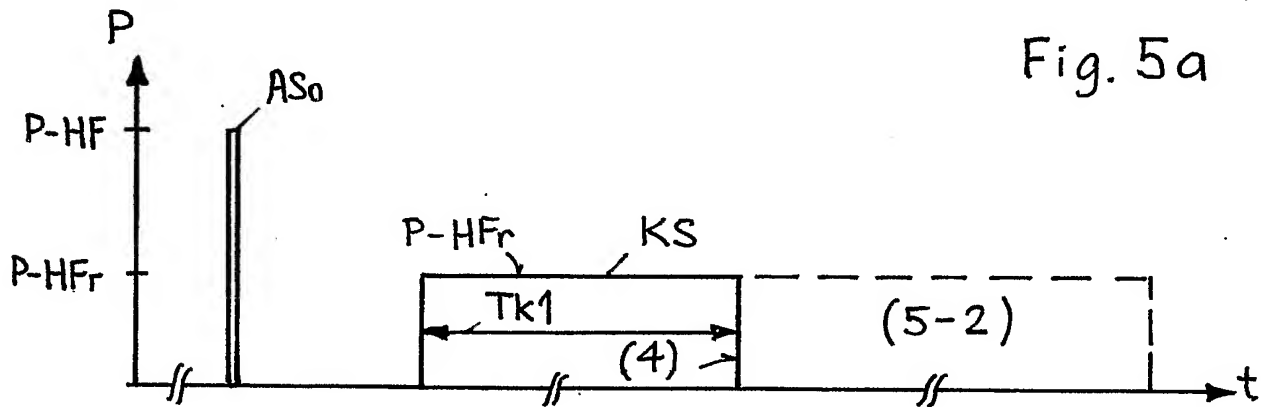 P
Fig. 5a
ASo
P-HF
P-HFr KS
P-HFr
Tk1
(5-2)
(4)
t